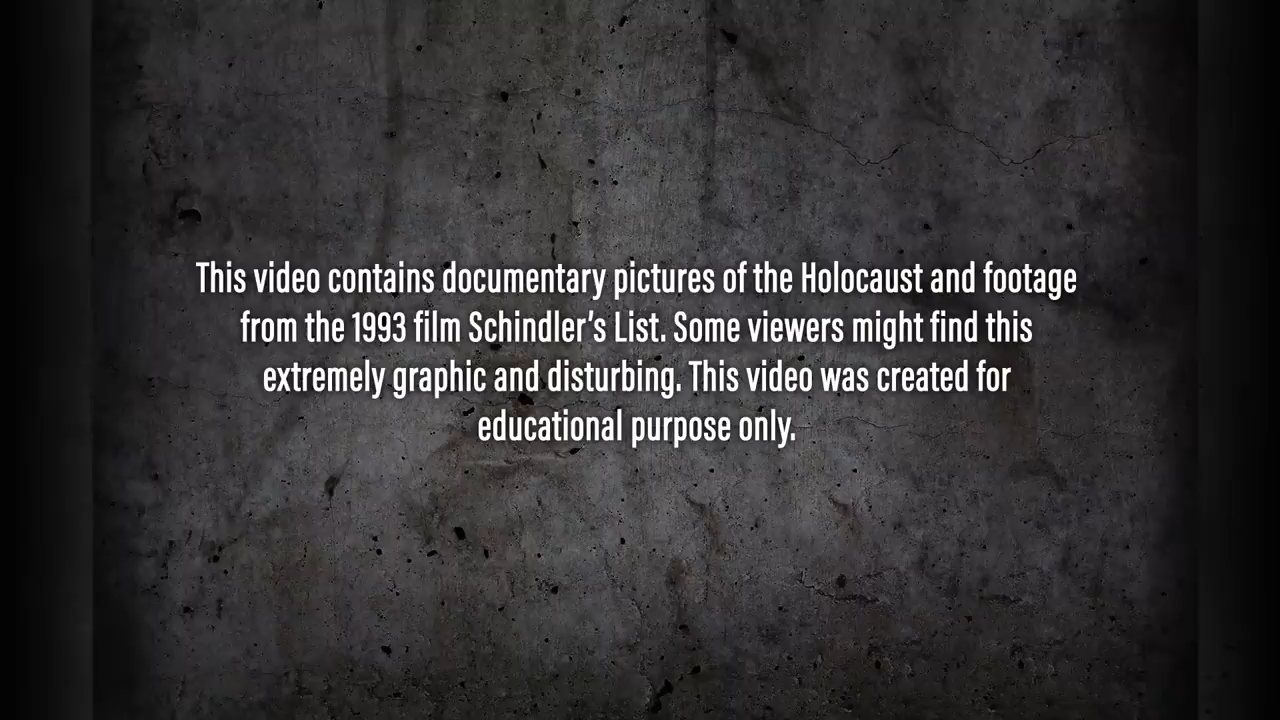 This video contains documentary pictures of the Holocaust and footage
from the 1993 film Schindler’s List. Some viewers might find this
extremely graphic and disturbing. This video was created for
educational purpose only.